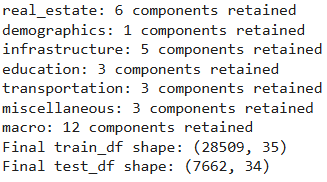 real_estate: 6 components retained
demographics: 1 components retained
infrastructure: 5 components retained
education: 3 components retained
transportation: 3 components retained
miscellaneous: 3 components retained
macro: 12 components retained
Final train_df shape: (28509, 35)
Final test_df shape: (7662, 34)